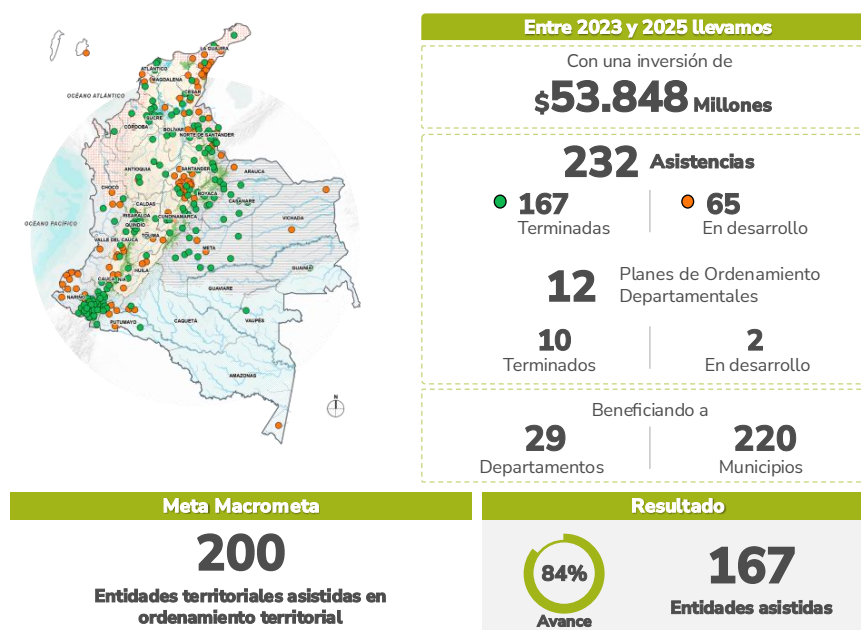 LA GUAJIRA
ATLÁNTICO
MAGDALENA
CESAR
OCÉANO ATLÁNTICO
SUCRE
CÓRDOBA
BOLÍVAR
NORTE DE SANTANDER
ANTIOQUIA
SANTANDER
ARAUCA
CHOCÓ
BOYACÁ
CALDAS
CASANARE
RISARALDA
CUNDINAMARCA
VICHADA
OCÉANO PACÍFICO
QUINDIO
TOLIMA
VALLE DEL CAUCA
META
HUILA
GUAINÍA
CAUCA
GUAVIARE
NARIÑO
PUTUMAYO
CAQUETÁ
VAUPÉS
AMAZONAS
N
Entre 2023 y 2025 llevamos
Con una inversión de
$53.848 Millones
232 Asistencias
167
Terminadas
65
En desarrollo
12 Planes de Ordenamiento
Departamentales
10
Terminados
2
En desarrollo
Beneficiando a
29
Departamentos
220
Municipios
Meta Macrometa
200
Entidades territoriales asistidas en
ordenamiento territorial
Resultado
84%
Avance
167
Entidades asistidas